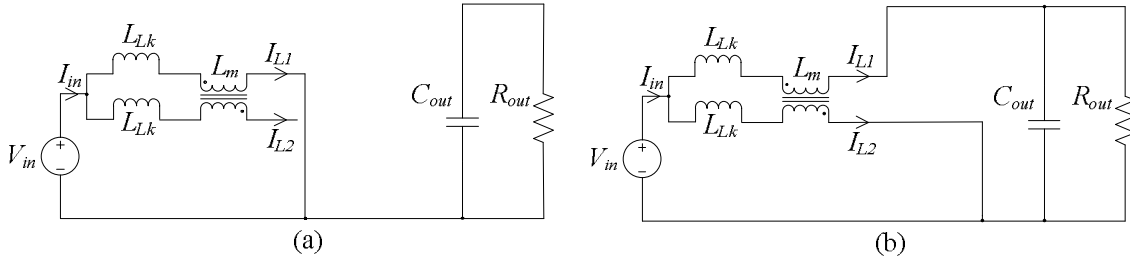 L_Lk
I_in
L_m
I_L1
L_Lk
I_L2
V_in
+
−
C_out
R_out
(a)
L_Lk
I_in
L_m
I_L1
L_Lk
I_L2
V_in
+
−
C_out
R_out
(b)